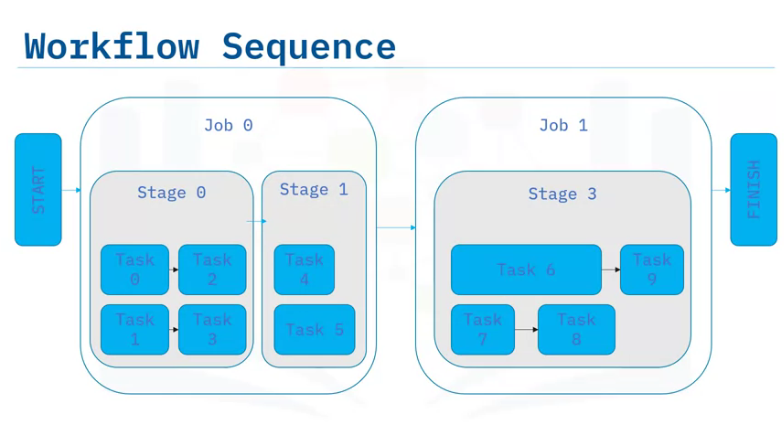 Workflow Sequence
START
Job 0
Stage 0
Task
0
Task
2
Task
1
Task
3
Stage 1
Task
4
Task 5
Job 1
Stage 3
Task 6
Task
9
Task
7
Task
8
FINISH